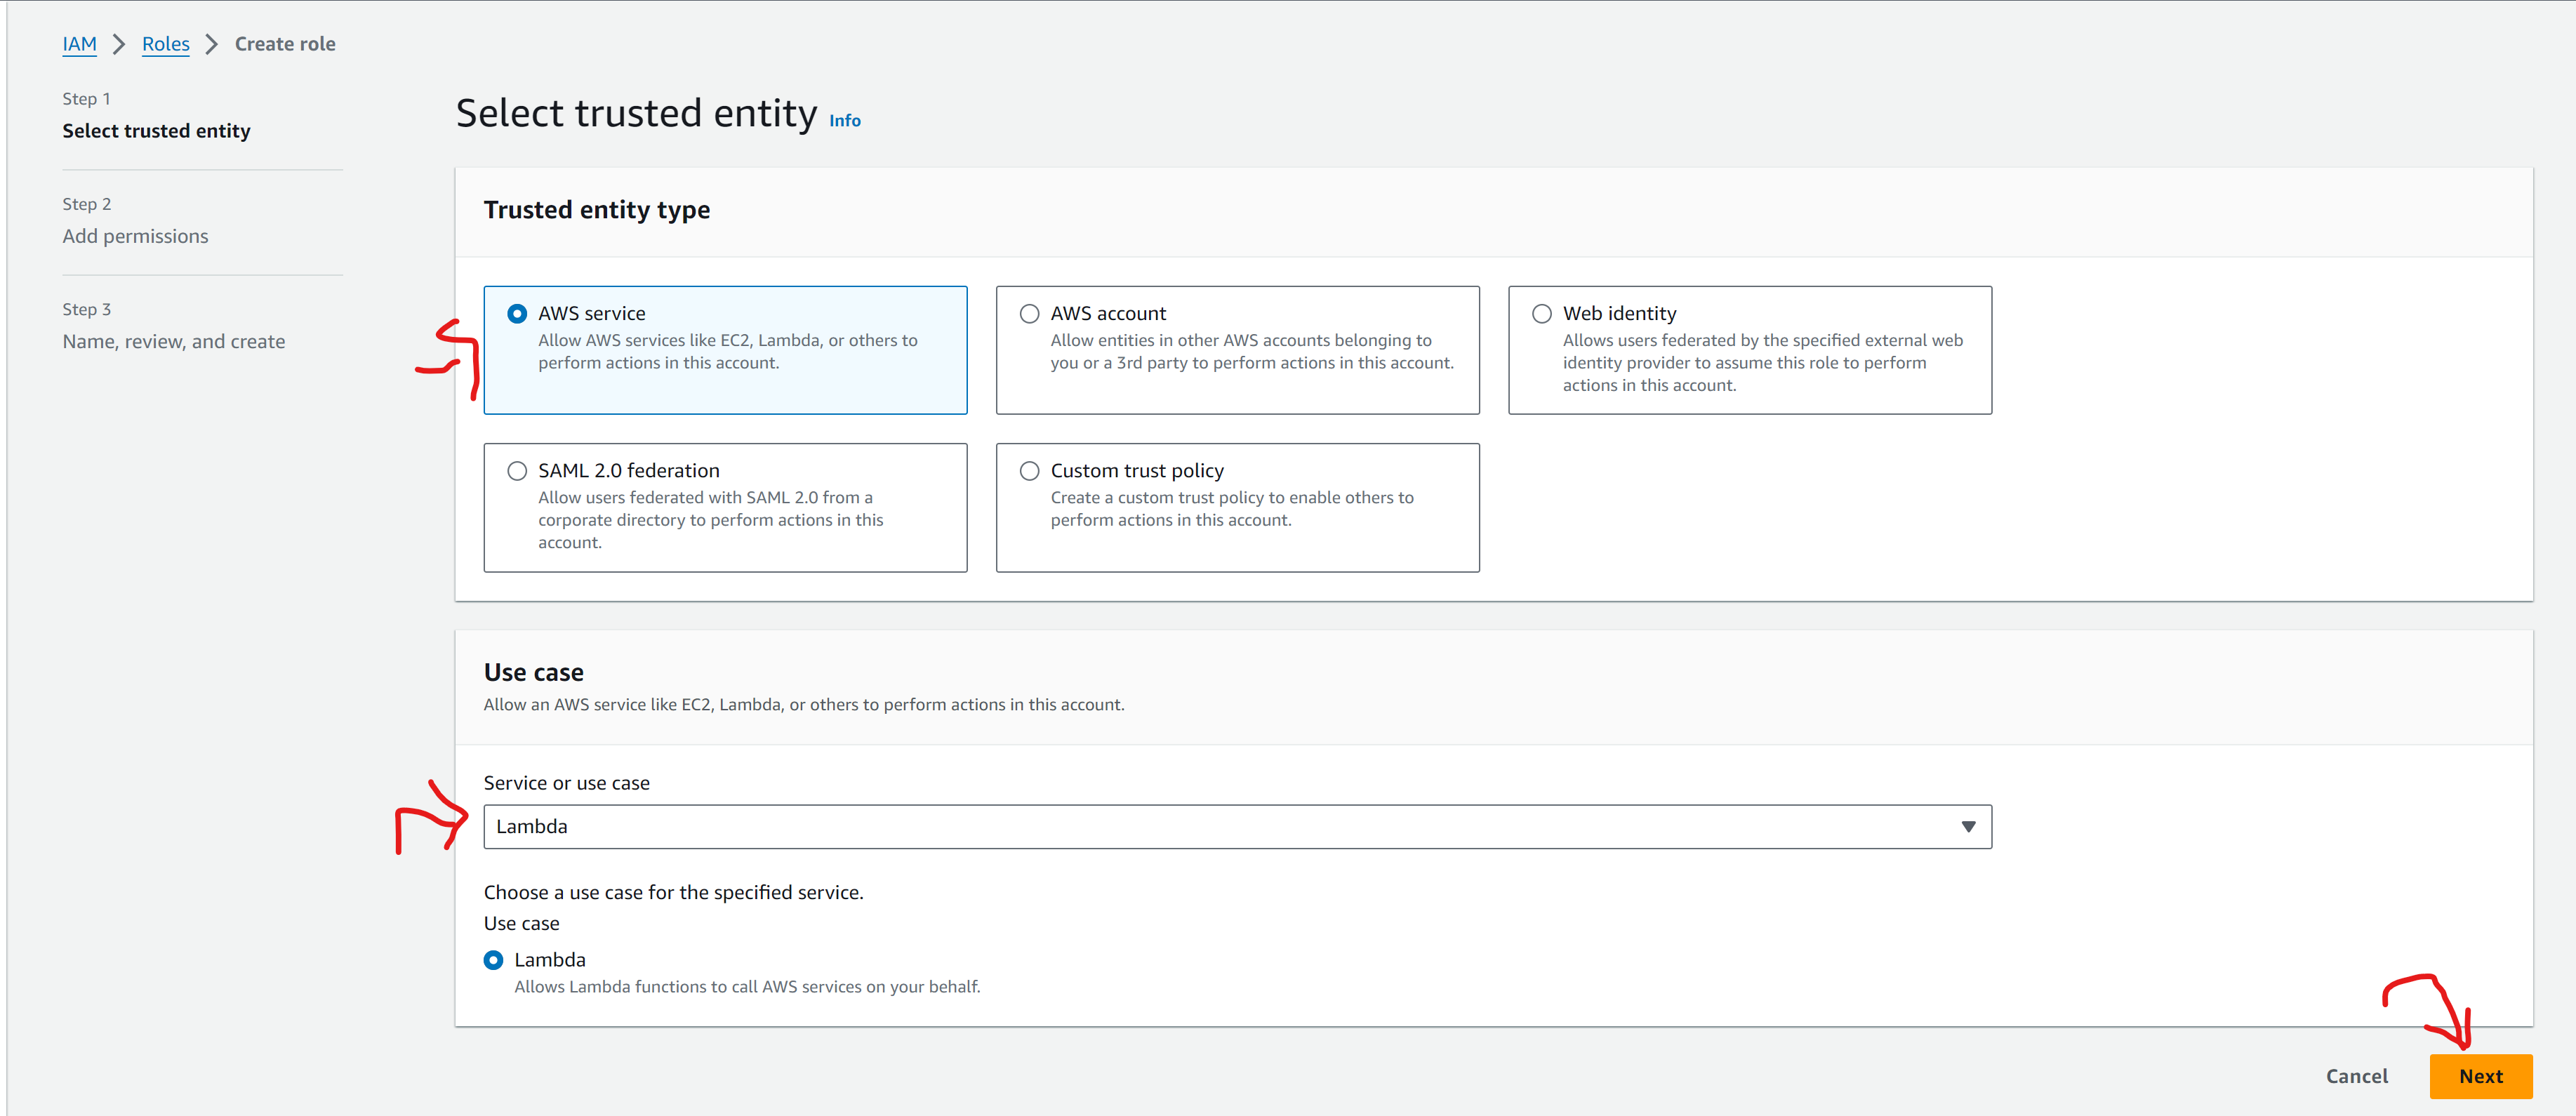 IAM > Roles > Create role
Step 1
Select trusted entity
Step 2
Add permissions
Step 3
Name, review, and create
Select trusted entity Info
Trusted entity type
AWS service
Allow AWS services like EC2, Lambda, or others to
perform actions in this account.
AWS account
Allow entities in other AWS accounts belonging to
you or a 3rd party to perform actions in this account.
Web identity
Allows users federated by the specified external web
identity provider to assume this role to perform
actions in this account.
SAML 2.0 federation
Allow users federated with SAML 2.0 from a
corporate directory to perform actions in this
account.
Custom trust policy
Create a custom trust policy to enable others to
perform actions in this account.
Use case
Allow an AWS service like EC2, Lambda, or others to perform actions in this account.
Service or use case
Lambda
Choose a use case for the specified service.
Use case
Lambda
Allows Lambda functions to call AWS services on your behalf.
Cancel Next